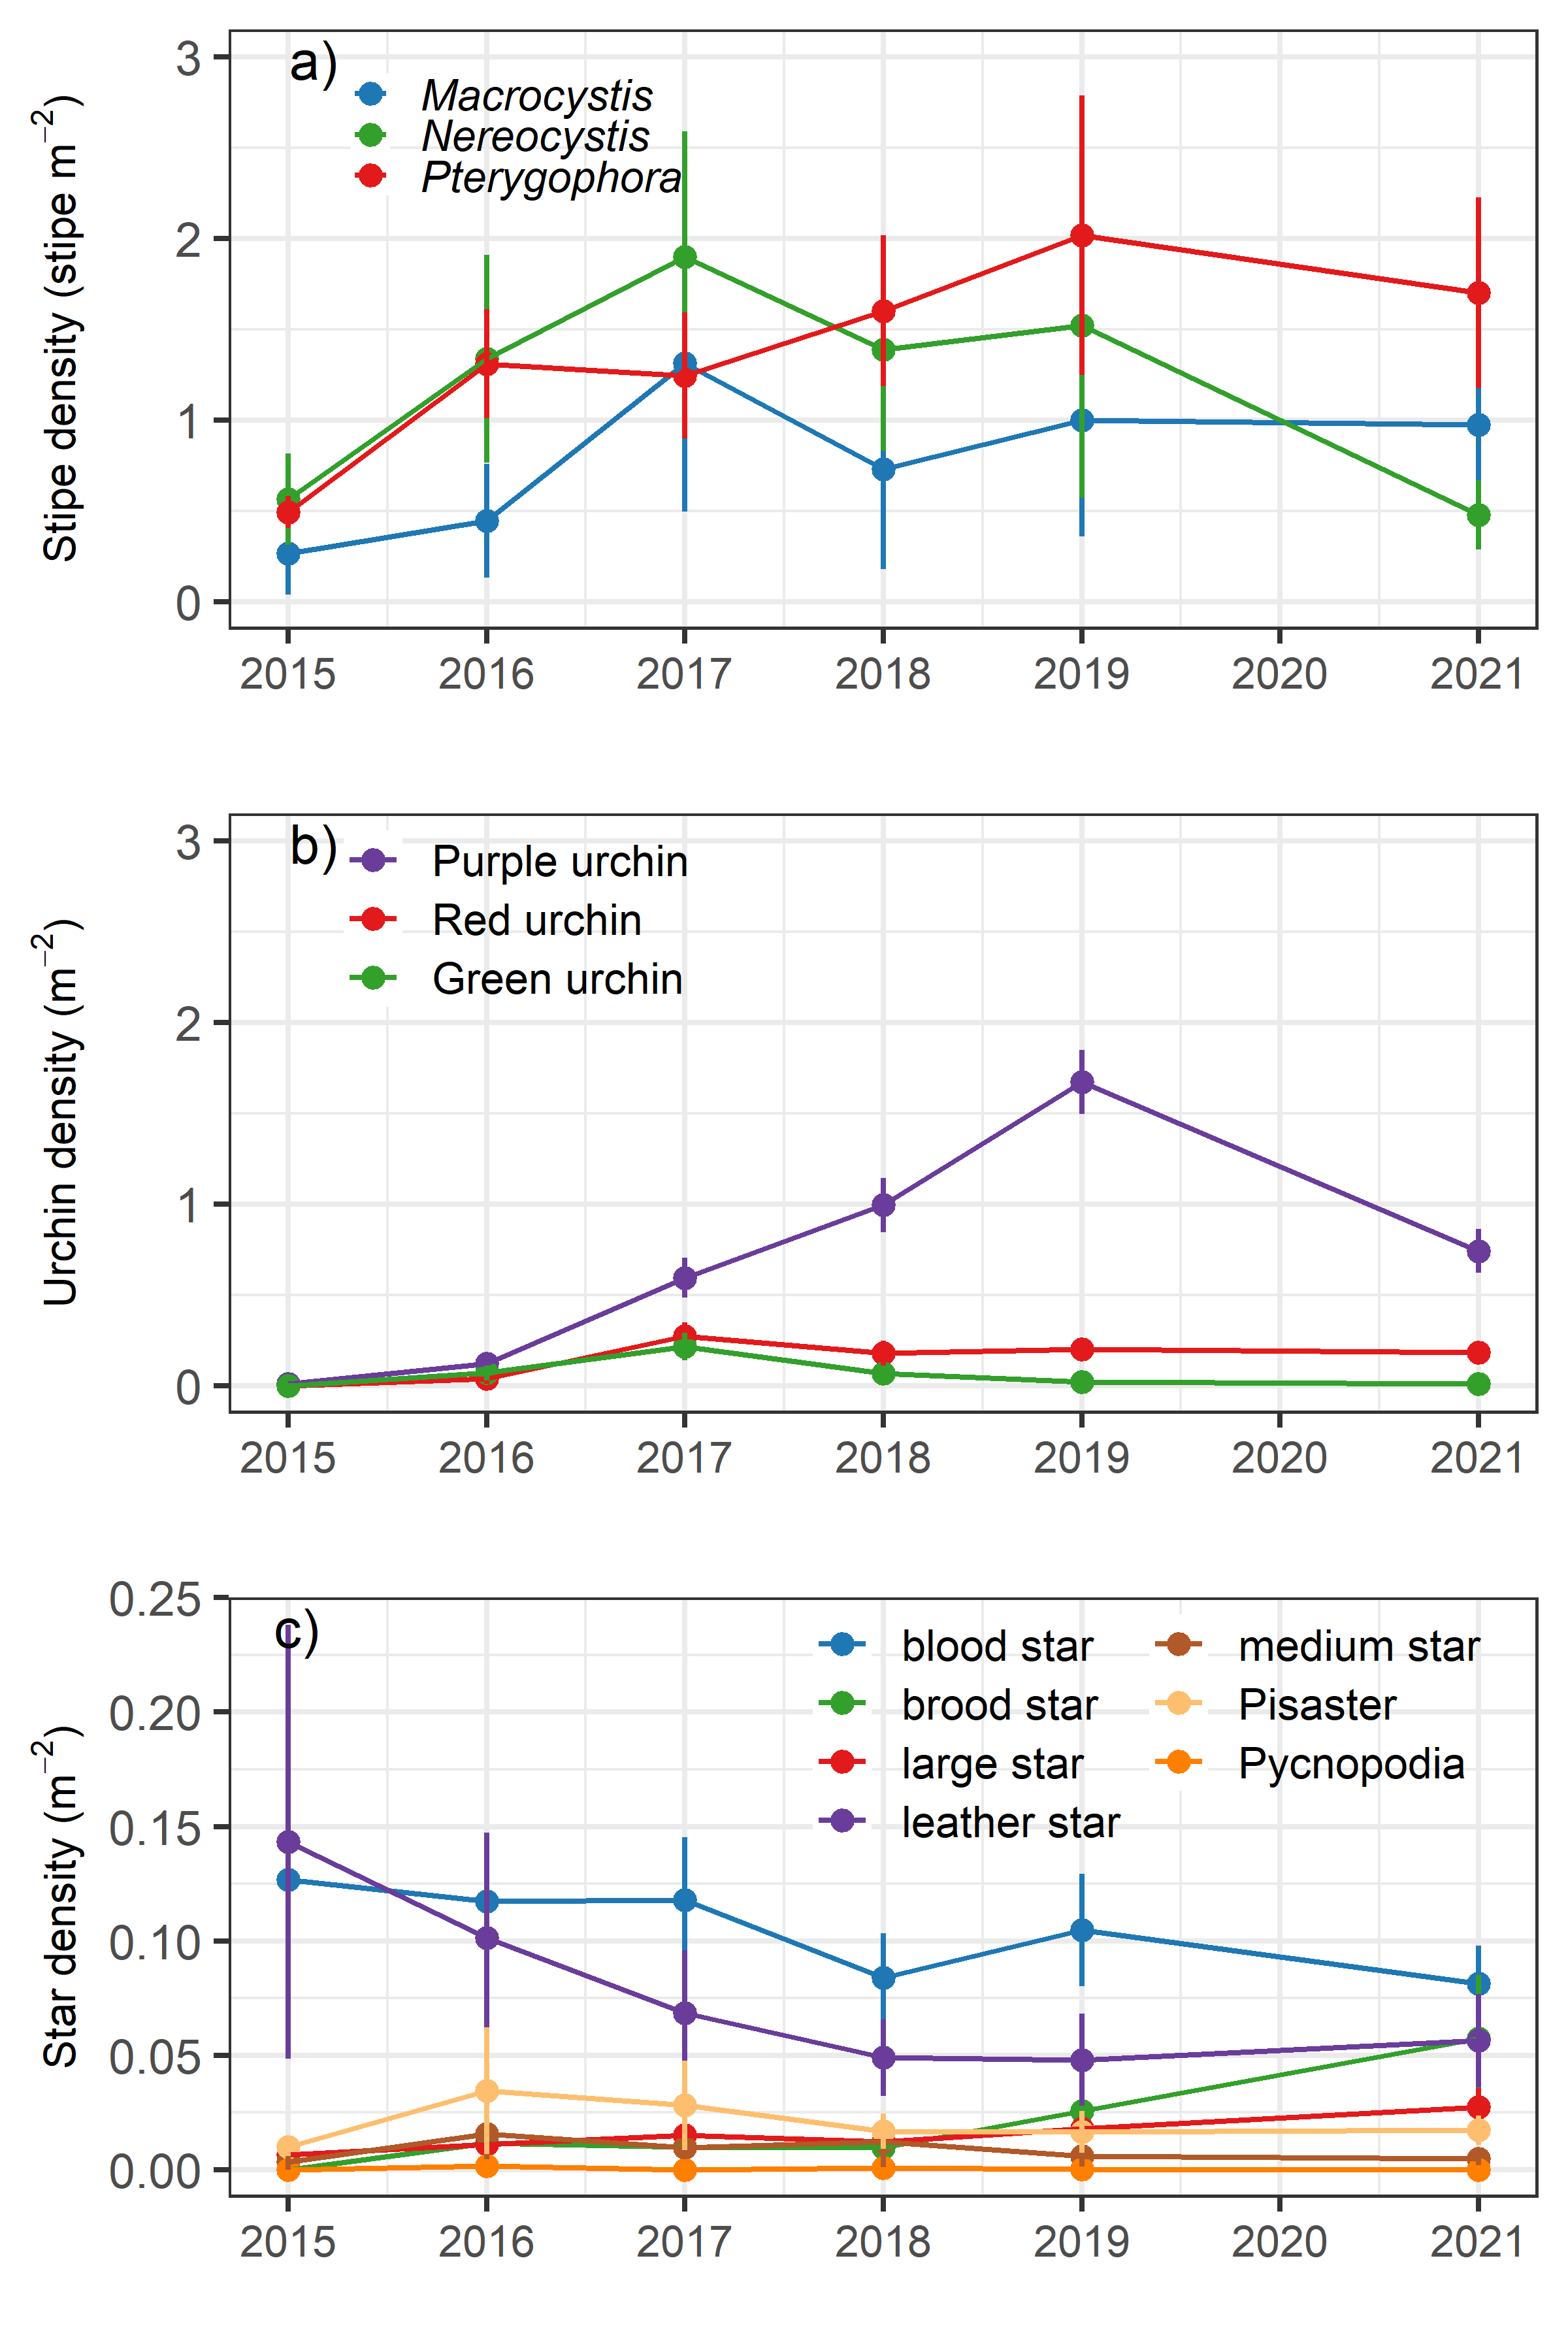 a)
Macrocystis
Nereocystis
Pterygophora
Stipe density (stipe m⁻²)
3
2
1
0
2015 2016 2017 2018 2019 2020 2021
b)
Purple urchin
Red urchin
Green urchin
Urchin density (m⁻²)
3
2
1
0
2015 2016 2017 2018 2019 2020 2021
c)
blood star medium star
brood star Pisaster
large star Pycnopodia
leather star
Star density (m⁻²)
0.25
0.20
0.15
0.10
0.05
0.00
2015 2016 2017 2018 2019 2020 2021